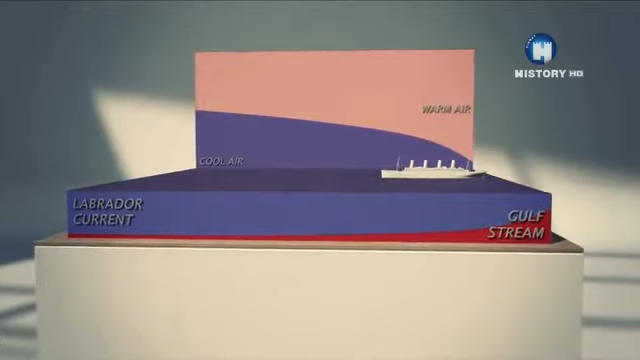 HISTORY HD
WARM AIR
COOL AIR
LABRADOR
CURRENT
GULF
STREAM